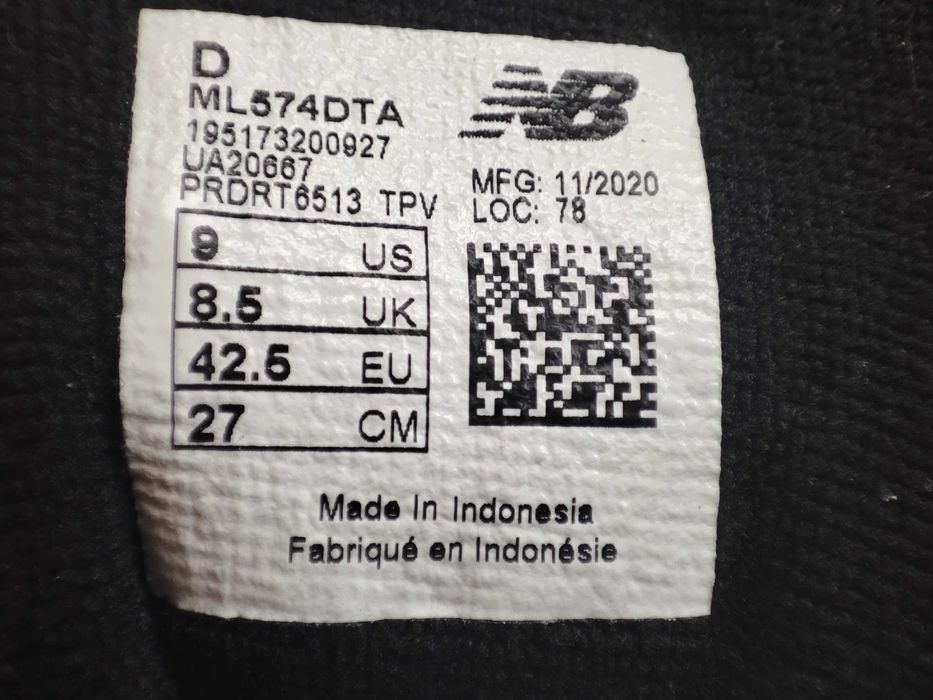 D
ML574DTA
195173200927
UA20667
PRDRT6513 TPV
NB
MFG: 11/2020
LOC: 78
9 US
8.5 UK
42.5 EU
27 CM
Made In Indonesia
Fabriqué en Indonésie